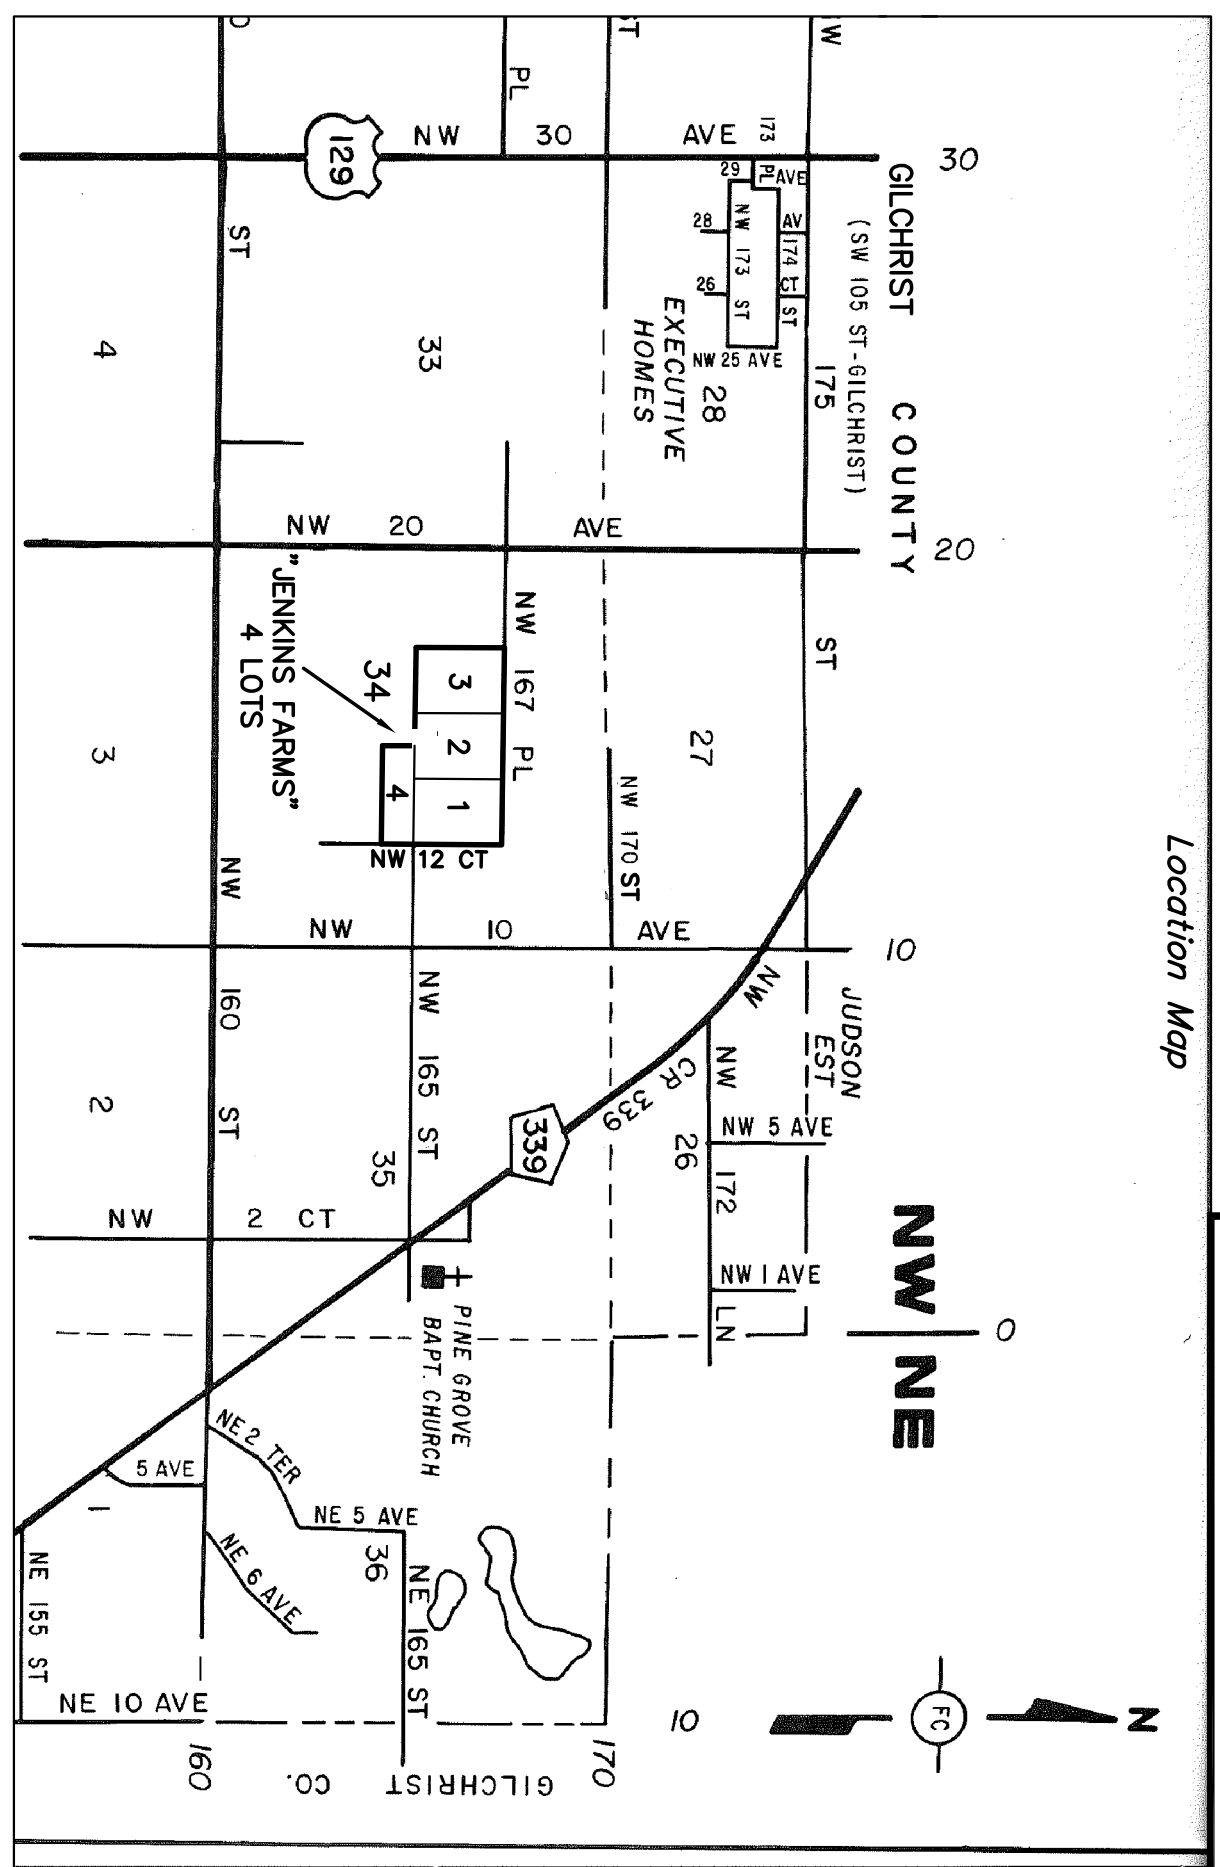 Location Map
N
FC
NW NE
30
20
10
0
10
GILCHRIST COUNTY
(SW 105 ST-GILCHRIST)
W
175
ST
JUDSON
EST
173
PL
AVE
29
28
26
AV
174
CT
ST
NW 173 ST
NW 25 AVE
28
EXECUTIVE
HOMES
27
NW 5 AVE
NW 172 LN
NW 1 AVE
26
ST
NW 170 ST
170
NW
CR 339
339
PL
NW 30 AVE
129
33
NW 20 AVE
NW 167 PL
3
2
1
4
34
"JENKINS FARMS"
4 LOTS
NW 12 CT
NW 10 AVE
NW 165 ST
35
NW 2 CT
PINE GROVE
BAPT. CHURCH
NE 2 TER
NE 5 AVE
36
NE 165 ST
GILCHRIST CO.
ST
NW 160 ST
160
5 AVE
NE 6 AVE
4
3
2
1
NE 155 ST
NE 10 AVE